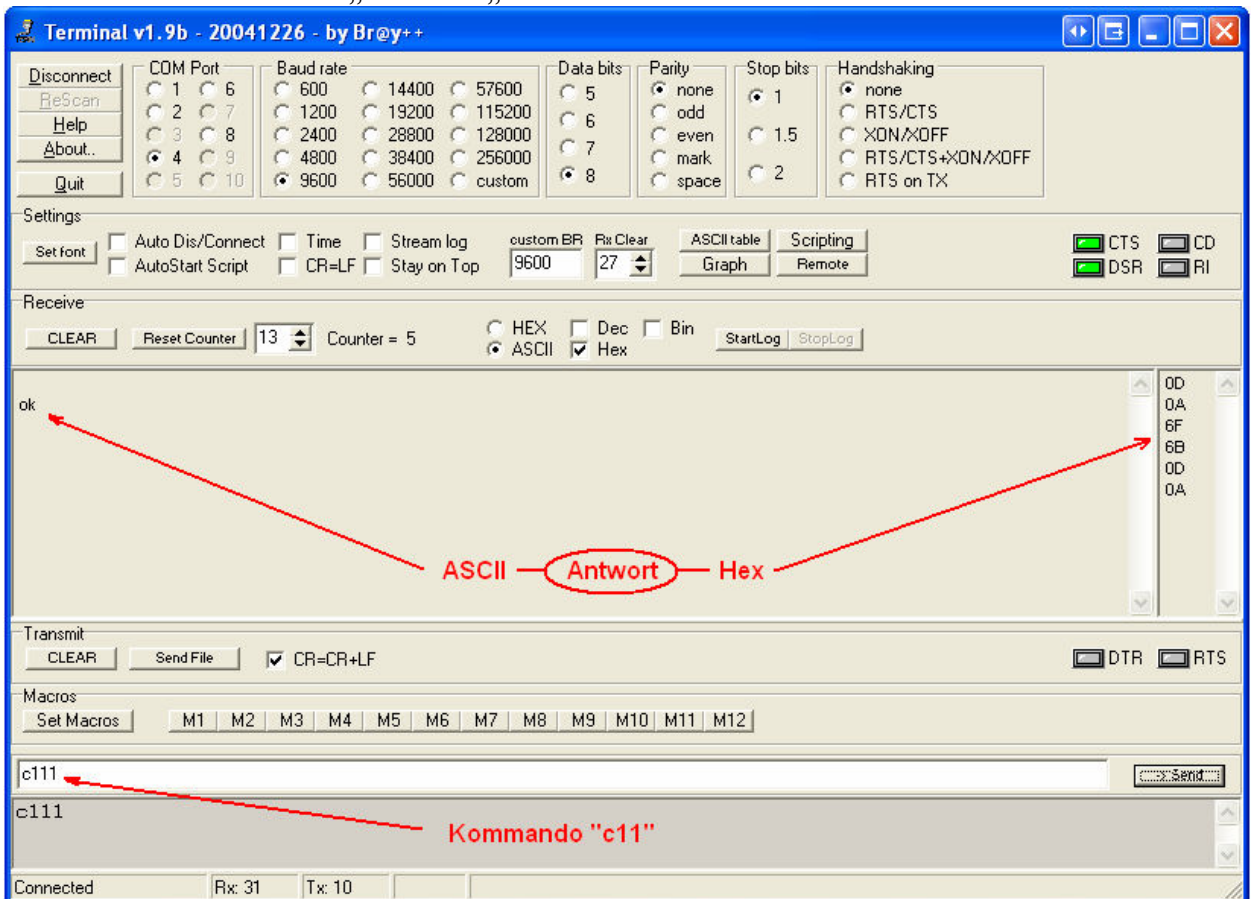 Terminal v1.9b - 20041226 - by Br@y++
Disconnect
ReScan
Help
About..
Quit
COM Port
1 6
2 7
3 8
4 9
5 10
Baud rate
600 14400 57600
1200 19200 115200
2400 28800 128000
4800 38400 256000
9600 56000 custom
Data bits
5
6
7
8
Parity
none
odd
even
mark
space
Stop bits
1
1.5
2
Handshaking
none
RTS/CTS
XON/XOFF
RTS/CTS+XON/XOFF
RTS on TX
Settings
Set font
Auto Dis/Connect Time Stream log
AutoStart Script CR=LF Stay on Top
custom BR Rx Clear
9600 27
ASCII table Scripting
Graph Remote
CTS CD
DSR RI
Receive
CLEAR Reset Counter 13 Counter = 5
HEX Dec Bin
ASCII Hex
StartLog StopLog
ok
0D
0A
6F
6B
0D
0A
ASCII Antwort Hex
Transmit
CLEAR Send File CR=CR+LF DTR RTS
Macros
Set Macros M1 M2 M3 M4 M5 M6 M7 M8 M9 M10 M11 M12
c111 -> Send
c111
Kommando "c11"
Connected Rx: 31 Tx: 10